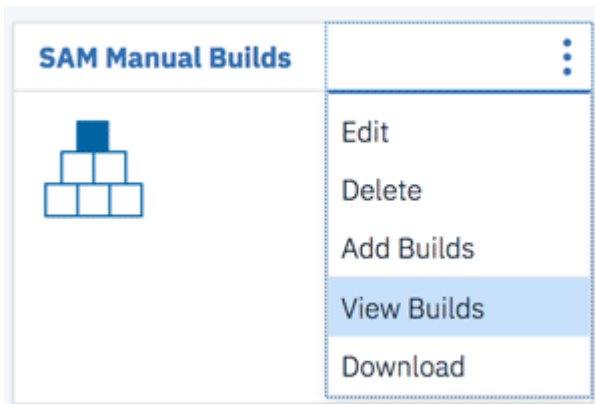 SAM Manual Builds
Edit
Delete
Add Builds
View Builds
Download